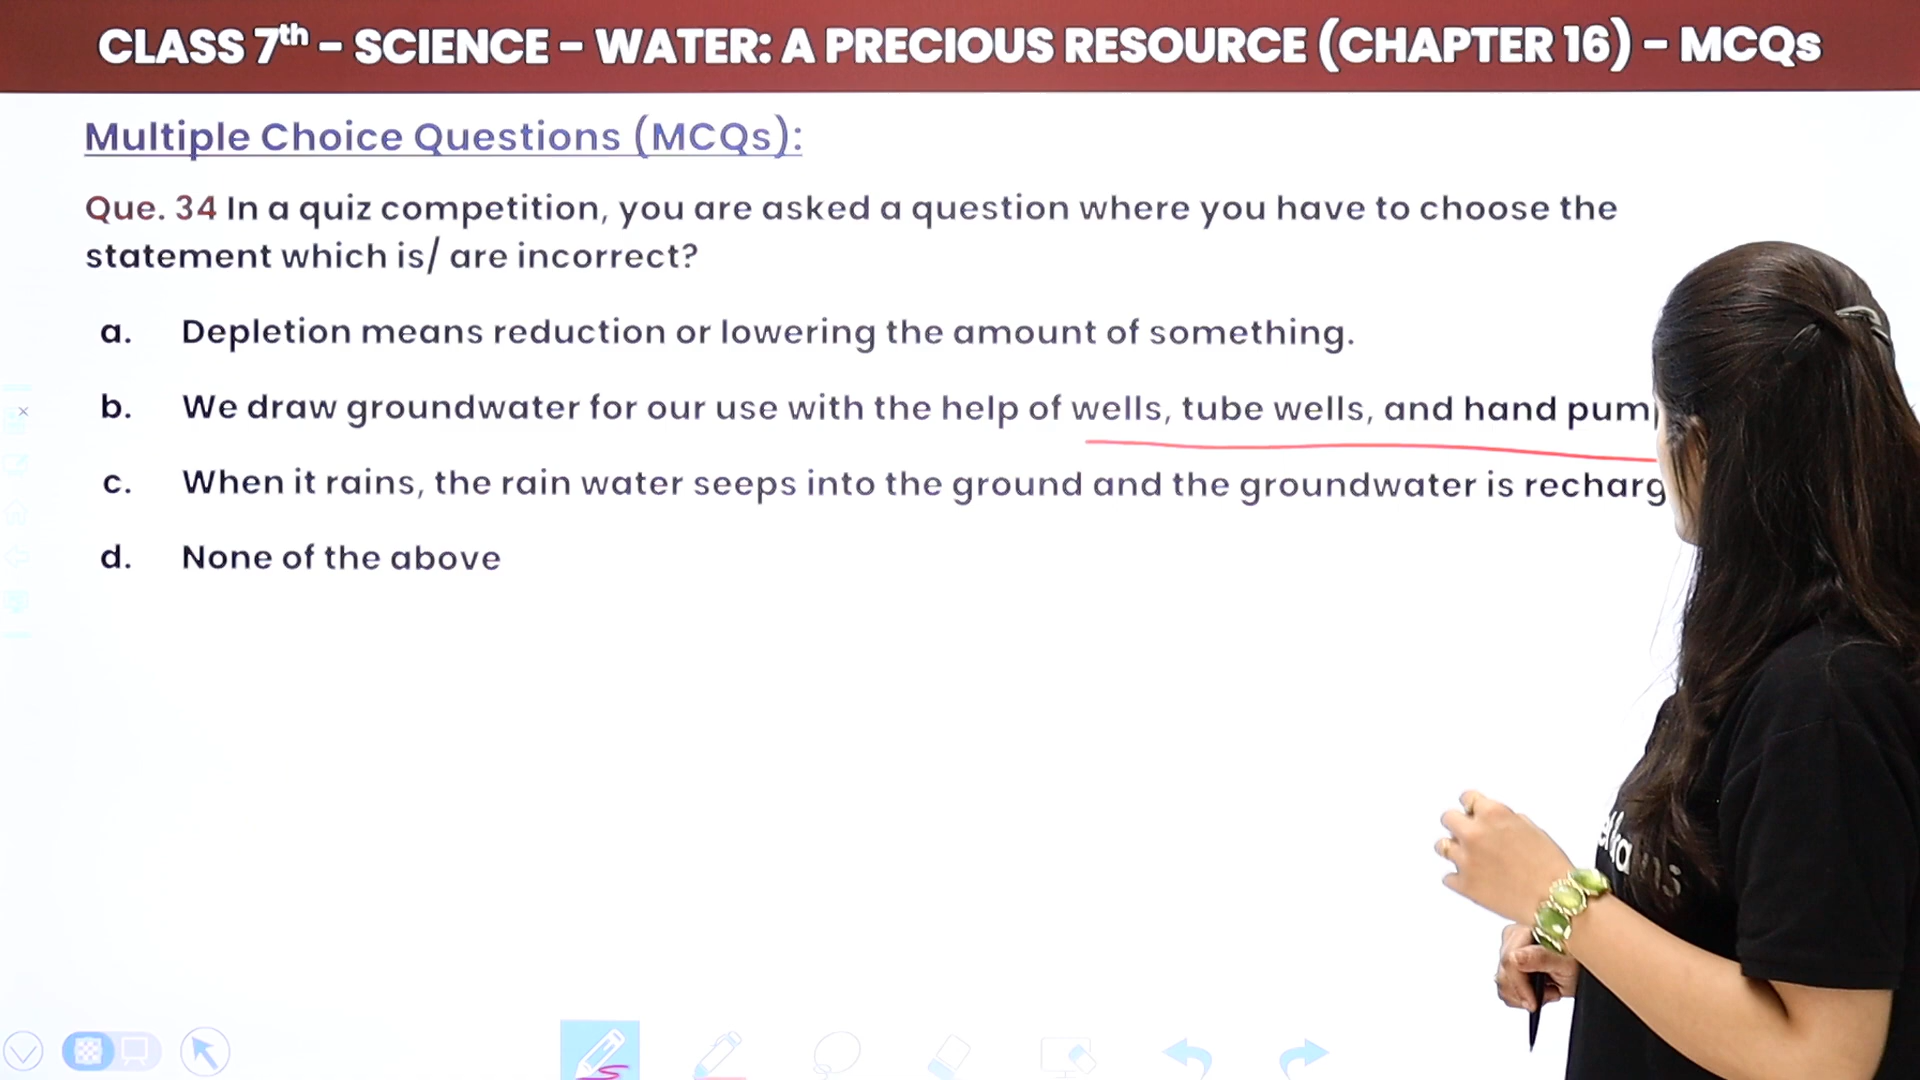 CLASS 7th – SCIENCE – WATER: A PRECIOUS RESOURCE (CHAPTER 16) – MCQs
Multiple Choice Questions (MCQs):
Que. 34 In a quiz competition, you are asked a question where you have to choose the
statement which is/ are incorrect?
a. Depletion means reduction or lowering the amount of something.
b. We draw groundwater for our use with the help of wells, tube wells, and hand
c. When it rains, the rain water seeps into the ground and the groundwater is
d. None of the above